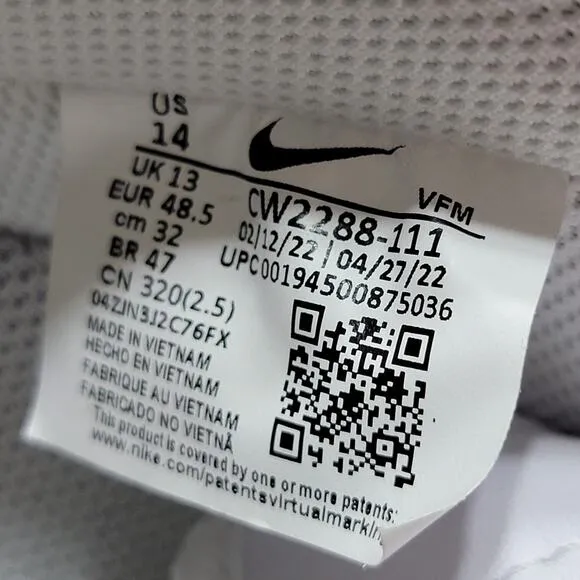 US
14
UK 13
EUR 48.5
cm 32
BR 47
CN 320(2.5)
04ZJN3J2C76FX
MADE IN VIETNAM
HECHO EN VIETNAM
FABRIQUE AU VIETNAM
FABRICADO NO VIETNÃ
This product is covered by one or more patents:
www.nike.com/patentsvirtualmarkin
VFM
CW2288-111
02/12/22 | 04/27/22
UPC00194500875036